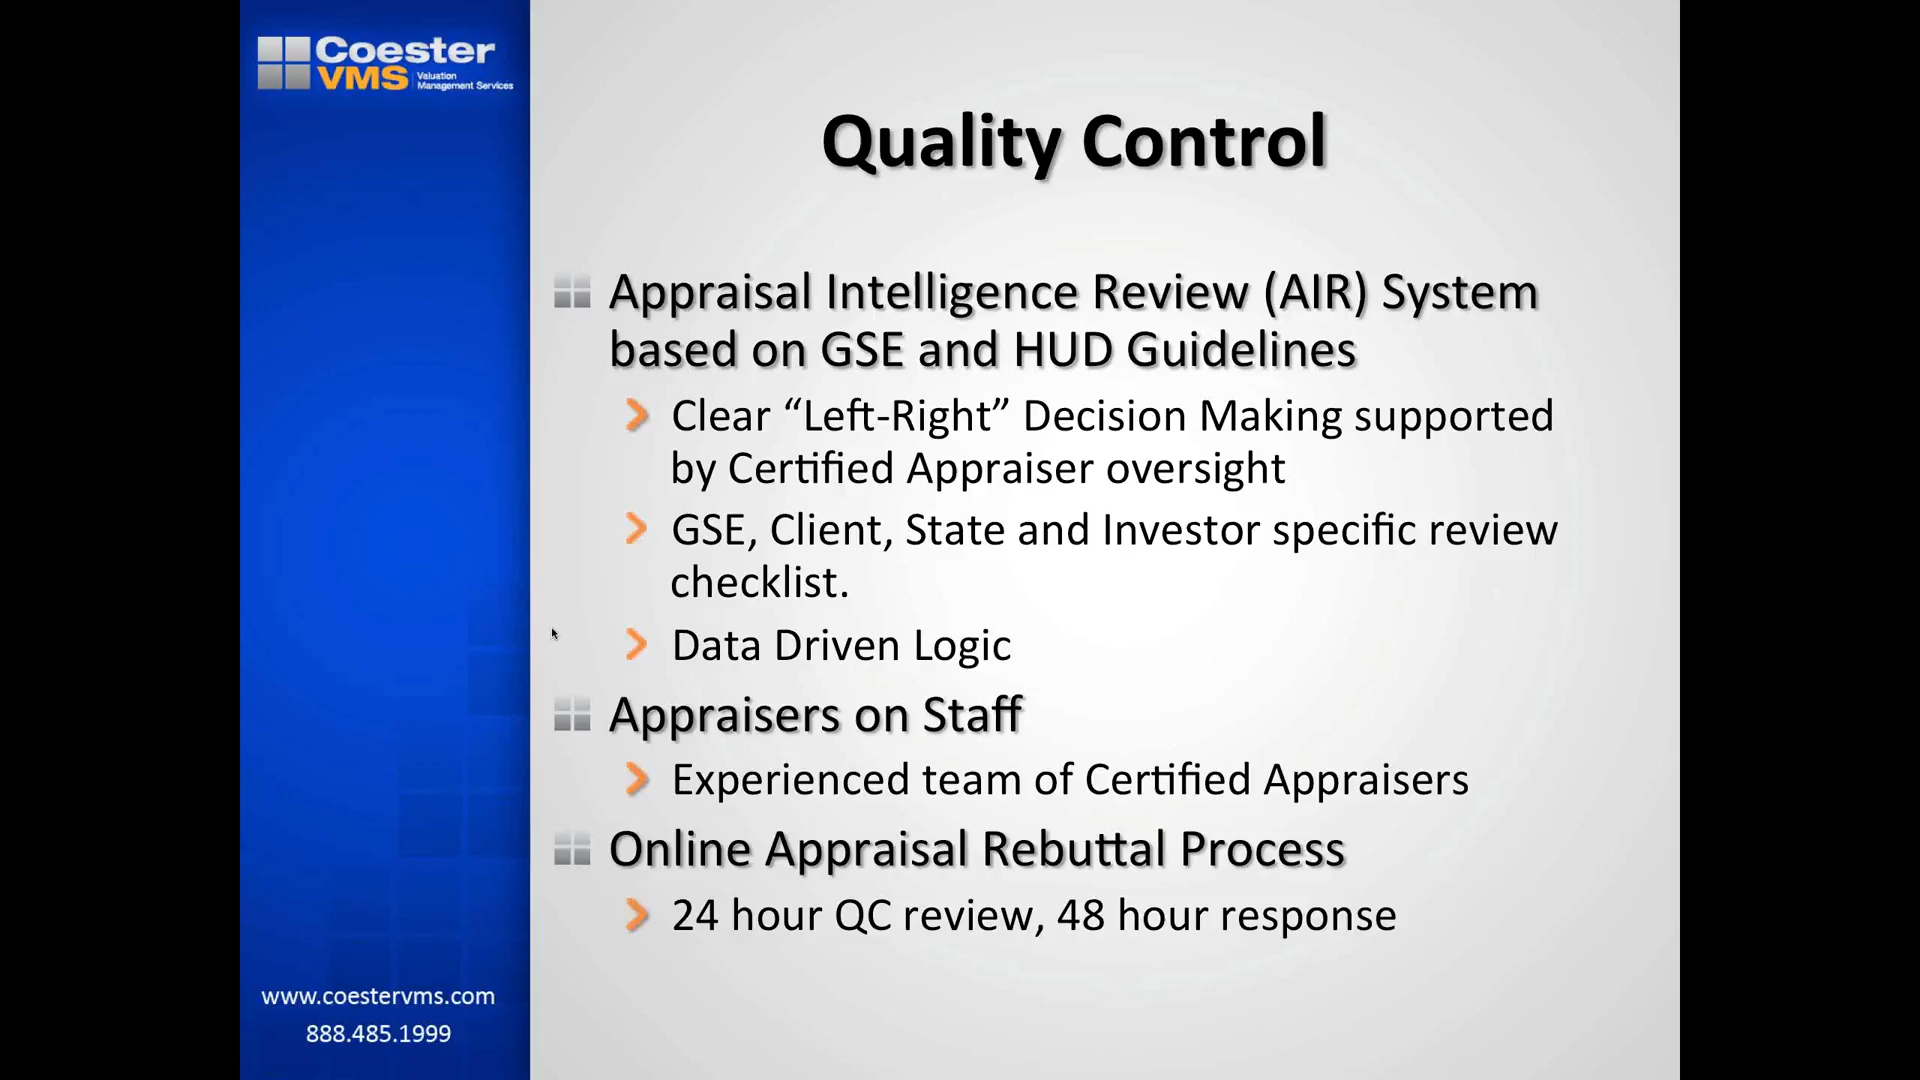 Coester
VMS Valuation
Management Services
Quality Control
Appraisal Intelligence Review (AIR) System
based on GSE and HUD Guidelines
Clear “Left-Right” Decision Making supported
by Certified Appraiser oversight
GSE, Client, State and Investor specific review
checklist.
Data Driven Logic
Appraisers on Staff
Experienced team of Certified Appraisers
Online Appraisal Rebuttal Process
24 hour QC review, 48 hour response
www.coestervms.com
888.485.1999